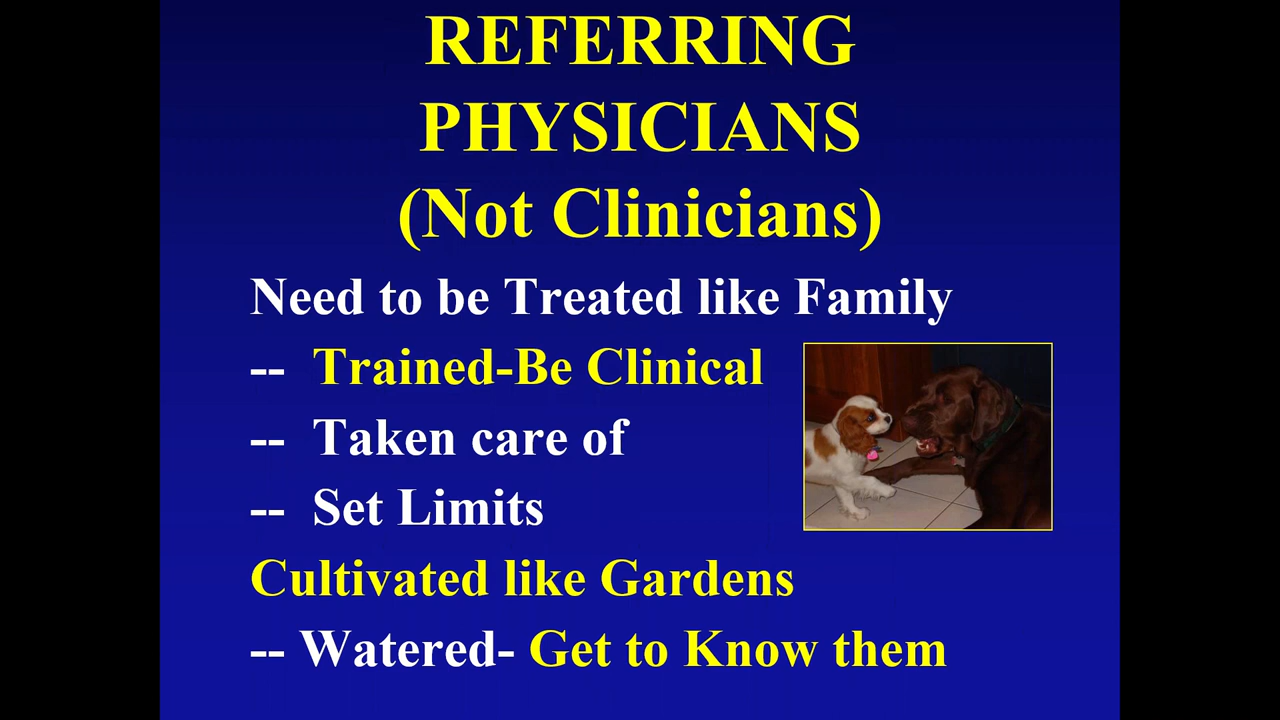 REFERRING
PHYSICIANS
(Not Clinicians)
Need to be Treated like Family
-- Trained-Be Clinical
-- Taken care of
-- Set Limits
Cultivated like Gardens
-- Watered- Get to Know them